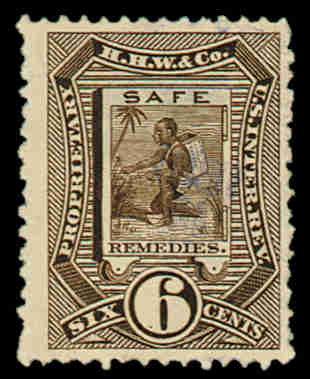 H.H.W.&Co.
PROPRIETARY
U.S.INTER.REV.
SAFE
REMEDIES.
6
SIX
CENTS